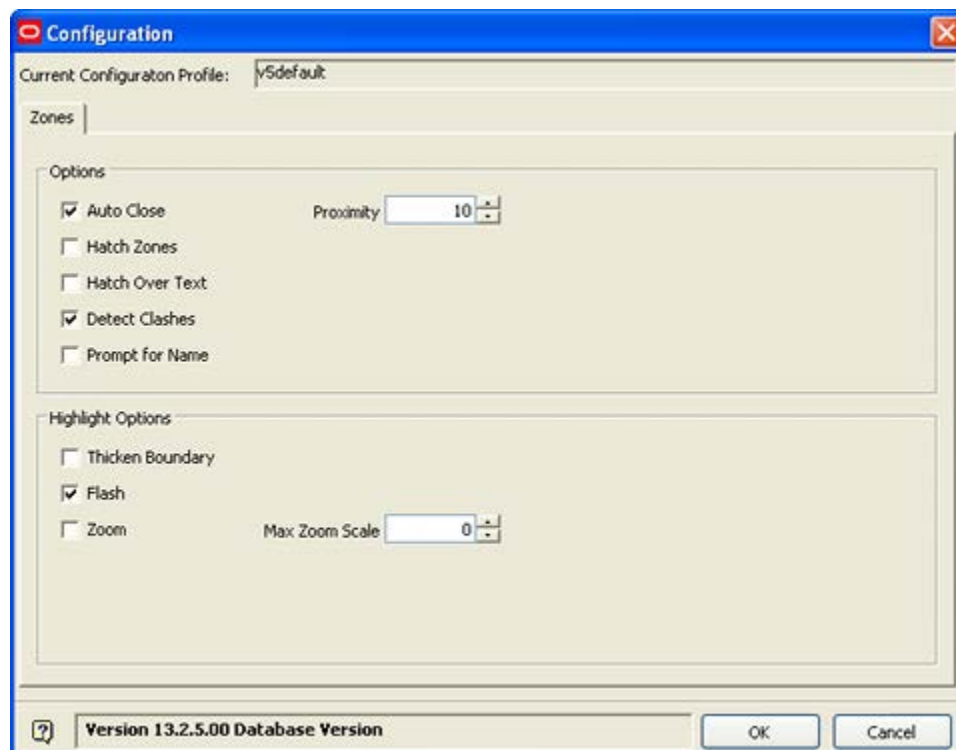 Configuration
Current Configuraton Profile: v5default
Zones
Options
Auto Close Proximity 10
Hatch Zones
Hatch Over Text
Detect Clashes
Prompt for Name
Highlight Options
Thicken Boundary
Flash
Zoom Max Zoom Scale 0
Version 13.2.5.00 Database Version OK Cancel